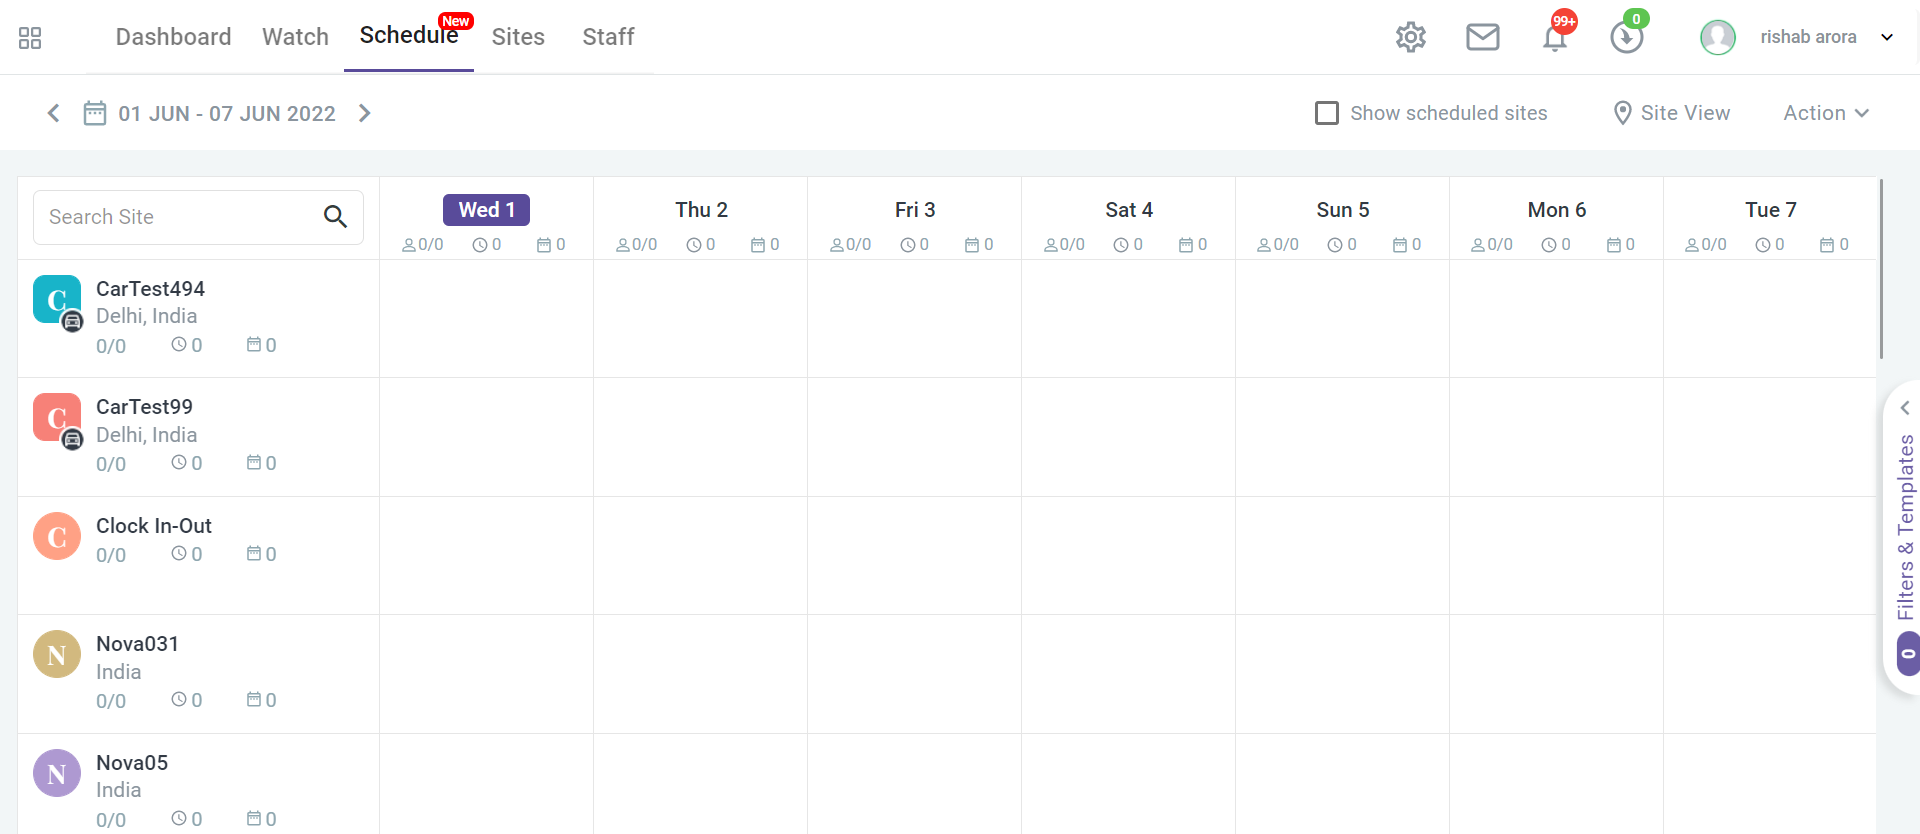 Dashboard Watch Schedule New Sites Staff 99+ 0 rishab arora
01 JUN - 07 JUN 2022 Show scheduled sites Site View Action
Search Site
Wed 1 Thu 2 Fri 3 Sat 4 Sun 5 Mon 6 Tue 7
0/0 0 0 0/0 0 0 0/0 0 0 0/0 0 0 0/0 0 0 0/0 0 0 0/0 0 0
C CarTest494
Delhi, India
0/0 0 0
C CarTest99
Delhi, India
0/0 0 0
C Clock In-Out
0/0 0 0
N Nova031
India
0/0 0 0
N Nova05
India
0/0 0 0
Filters & Templates 0